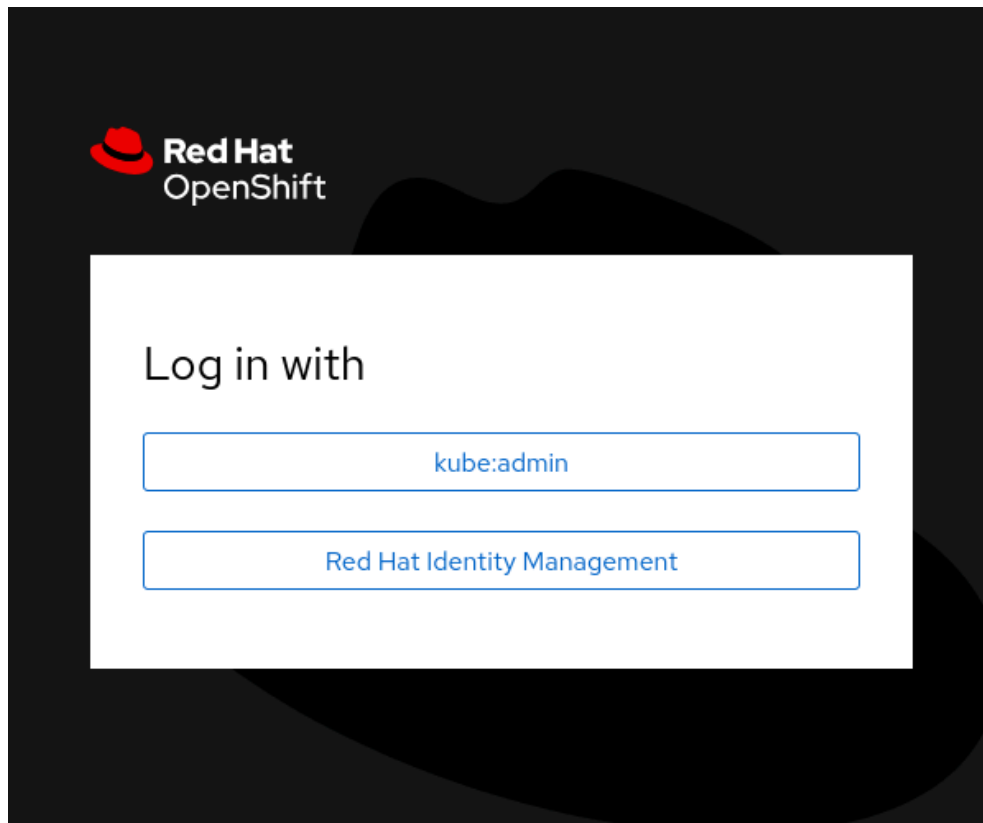 Red Hat
OpenShift
Log in with
kube:admin
Red Hat Identity Management